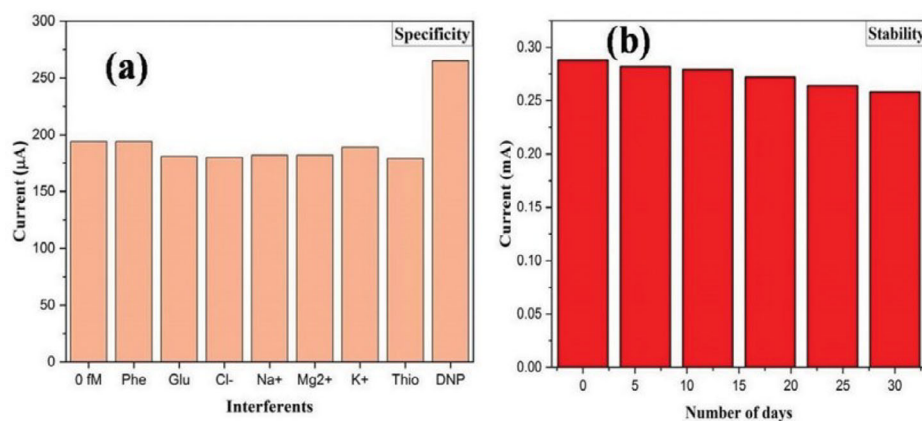 300
250
200
150
100
50
0
Current (μA)
(a)
Specificity
0 fM Phe Glu Cl- Na+ Mg2+ K+ Thio DNP
Interferents
0.30
0.25
0.20
0.15
0.10
0.05
0.00
Current (mA)
(b)
Stability
0 5 10 15 20 25 30
Number of days